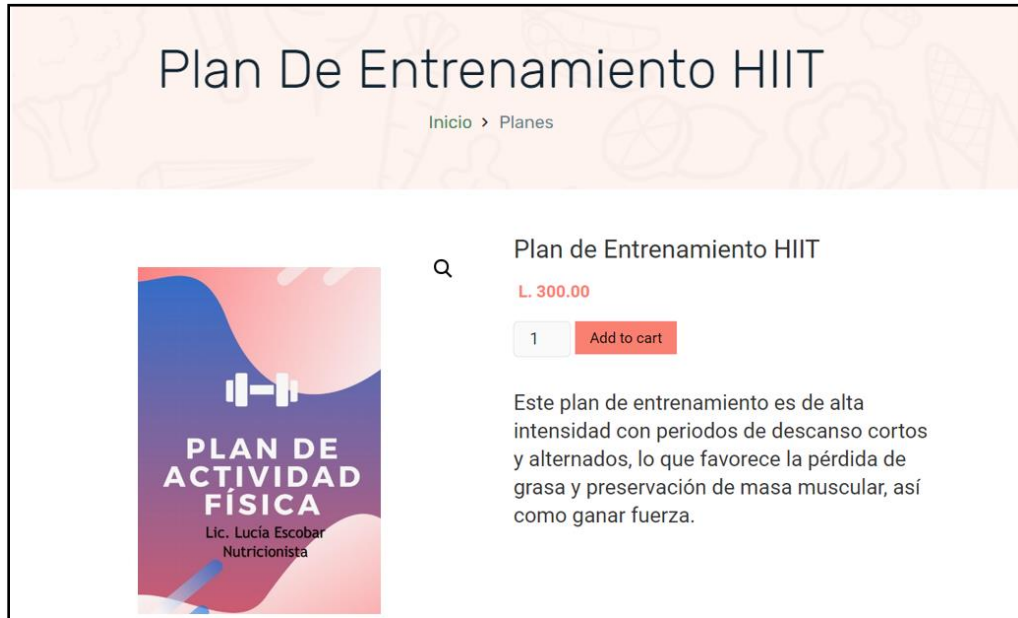 Plan De Entrenamiento HIIT
Inicio > Planes
Plan de Entrenamiento HIIT
L. 300.00
1
Add to cart
Este plan de entrenamiento es de alta
intensidad con periodos de descanso cortos
y alternados, lo que favorece la pérdida de
grasa y preservación de masa muscular, así
como ganar fuerza.
PLAN DE
ACTIVIDAD
FÍSICA
Lic. Lucía Escobar
Nutricionista